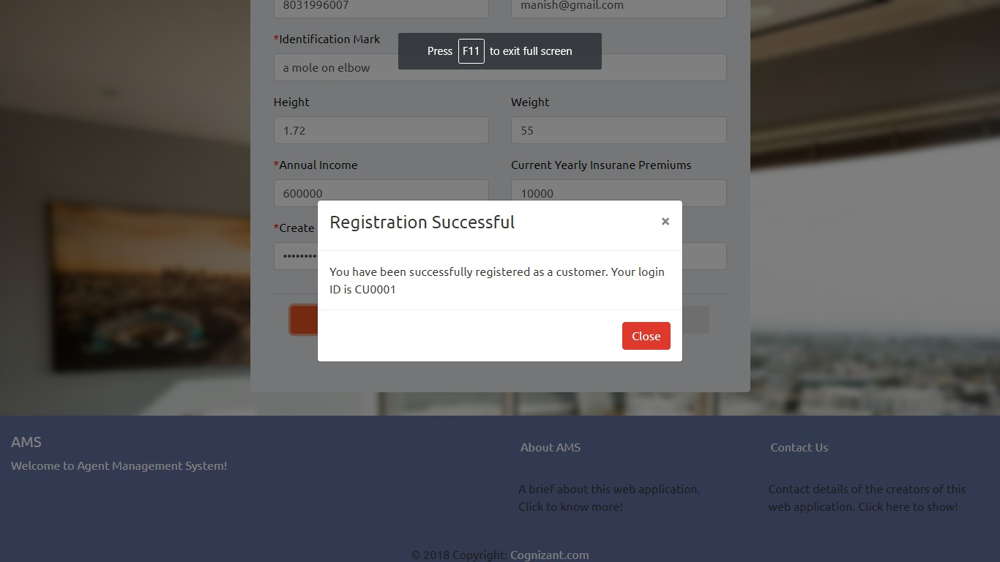 8031996007 manish@gmail.com
*Identification Mark
Press F11 to exit full screen
a mole on elbow
Height Weight
1.72 55
*Annual Income Current Yearly Insurane Premiums
600000 10000
Registration Successful ×
*Create
••••••••
You have been successfully registered as a customer. Your login
ID is CU0001
Close
AMS
Welcome to Agent Management System!
About AMS
A brief about this web application.
Click to know more!
Contact Us
Contact details of the creators of this
web application. Click here to show!
© 2018 Copyright: Cognizant.com